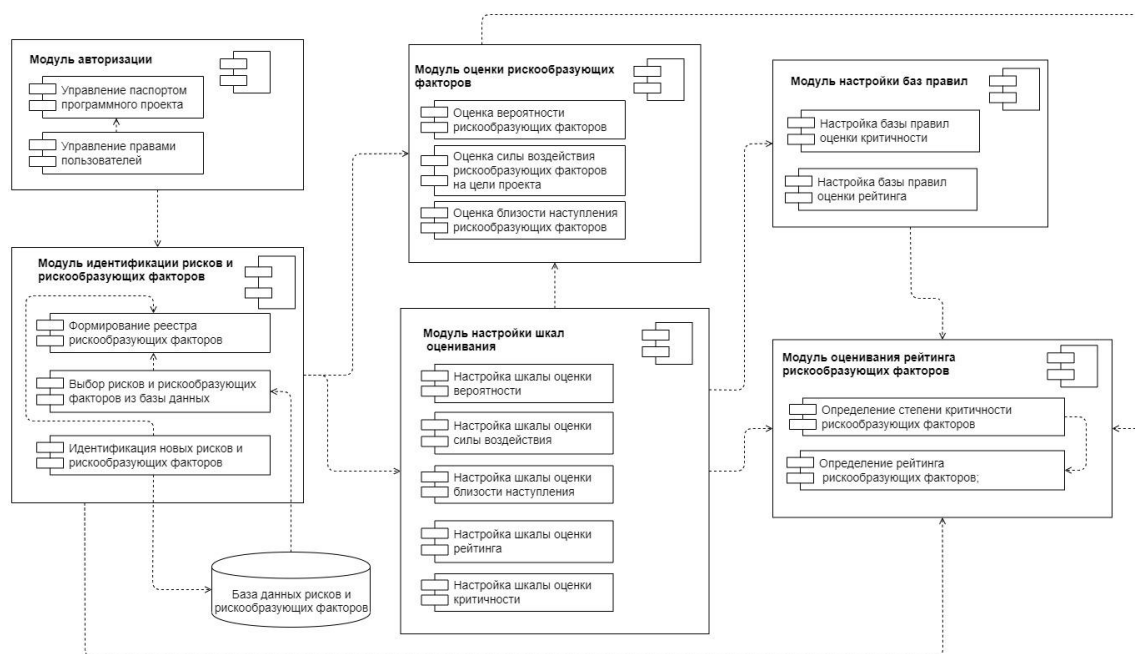 Модуль авторизации
Управление паспортом
программного проекта
Управление правами
пользователей
Модуль идентификации рисков и
рискообразующих факторов
Формирование реестра
рискообразующих факторов
Выбор рисков и рискообразующих
факторов из базы данных
Идентификация новых рисков и
рискообразующих факторов
База данных рисков и
рискообразующих факторов
Модуль оценки рискообразующих
факторов
Оценка вероятности
рискообразующих факторов
Оценка силы воздействия
рискообразующих факторов
на цели проекта
Оценка близости наступления
рискообразующих факторов
Модуль настройки шкал
оценивания
Настройка шкалы оценки
вероятности
Настройка шкалы оценки
силы воздействия
Настройка шкалы оценки
близости наступления
Настройка шкалы оценки
рейтинга
Настройка шкалы оценки
критичности
Модуль настройки баз правил
Настройка базы правил
оценки критичности
Настройка базы правил
оценки рейтинга
Модуль оценивания рейтинга
рискообразующих факторов
Определение степени критичности
рискообразующих факторов
Определение рейтинга
рискообразующих факторов;